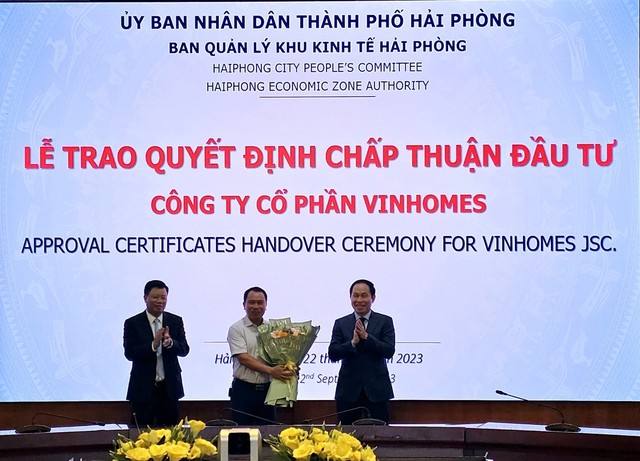 ỦY BAN NHÂN DÂN THÀNH PHỐ HẢI PHÒNG
BAN QUẢN LÝ KHU KINH TẾ HẢI PHÒNG
HAIPHONG CITY PEOPLE'S COMMITTEE
HAIPHONG ECONOMIC ZONE AUTHORITY
LỄ TRAO QUYẾT ĐỊNH CHẤP THUẬN ĐẦU TƯ
CÔNG TY CỔ PHẦN VINHOMES
APPROVAL CERTIFICATES HANDOVER CEREMONY FOR VINHOMES JSC.
22 2023